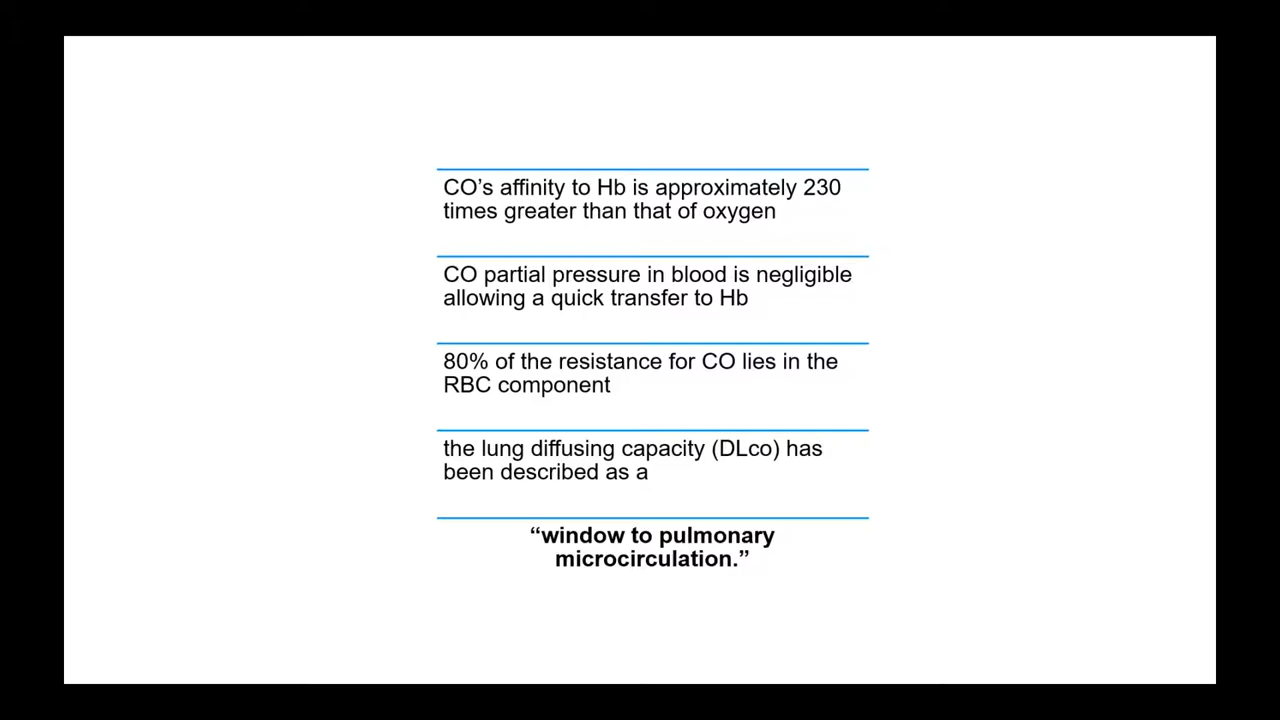 CO’s affinity to Hb is approximately 230
times greater than that of oxygen
CO partial pressure in blood is negligible
allowing a quick transfer to Hb
80% of the resistance for CO lies in the
RBC component
the lung diffusing capacity (DLco) has
been described as a
“window to pulmonary
microcirculation.”